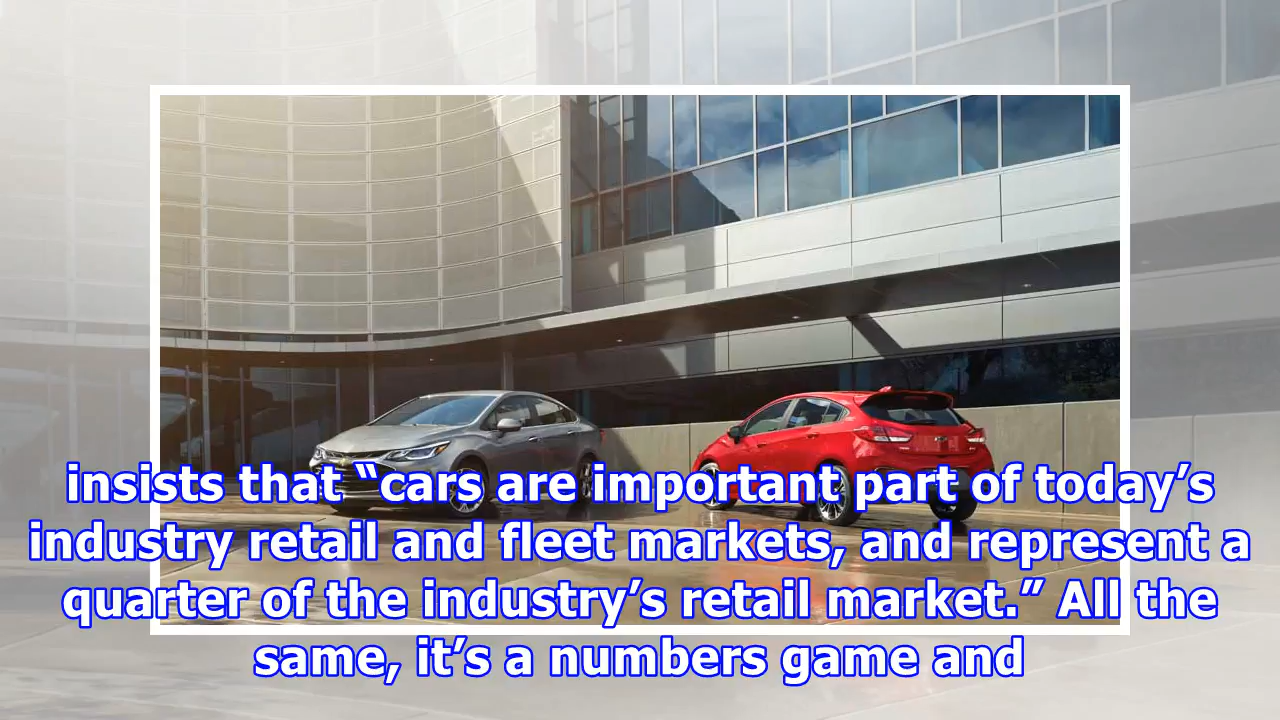 insists that “cars are important part of today’s
industry retail and fleet markets, and represent a
quarter of the industry’s retail market.” All the
same, it’s a numbers game and